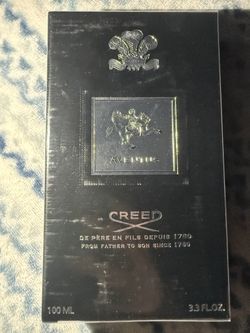 AVENTUS
CREED
DE PÈRE EN FILS DEPUIS 1760
FROM FATHER TO SON SINCE 1760
100 ML 3.3 FL.OZ.